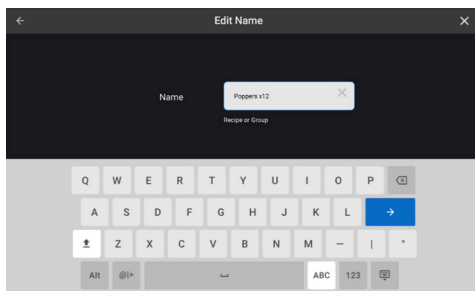 Edit Name
Name
Poppers x12
Recipe or Group
Q W E R T Y U I O P
A S D F G H J K L
Z X C V B N M — | °
Alt @|> ABC 123